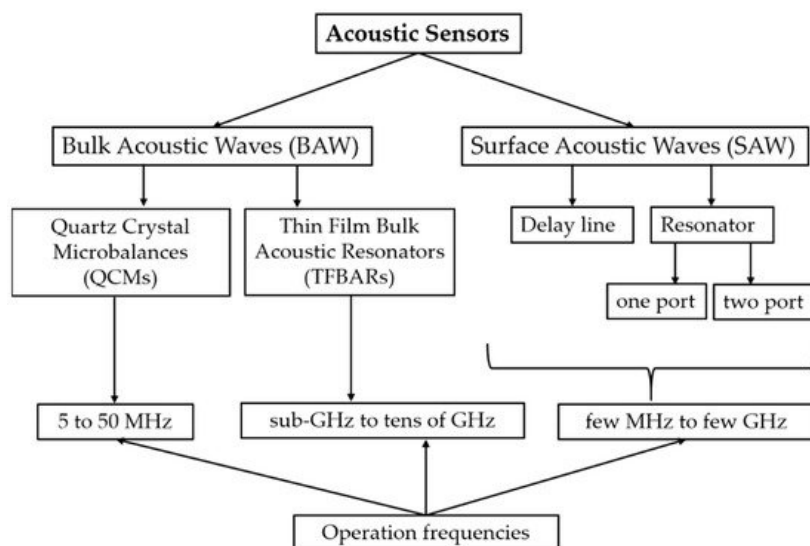 Acoustic Sensors
Bulk Acoustic Waves (BAW)
Surface Acoustic Waves (SAW)
Quartz Crystal
Microbalances
(QCMs)
Thin Film Bulk
Acoustic Resonators
(TFBARs)
Delay line
Resonator
one port
two port
5 to 50 MHz
sub-GHz to tens of GHz
few MHz to few GHz
Operation frequencies